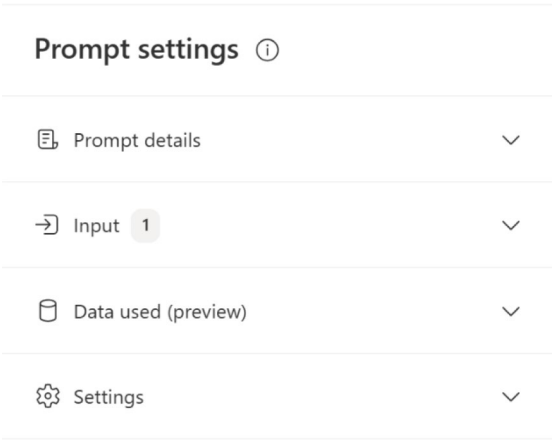 Prompt settings
Prompt details
Input 1
Data used (preview)
Settings